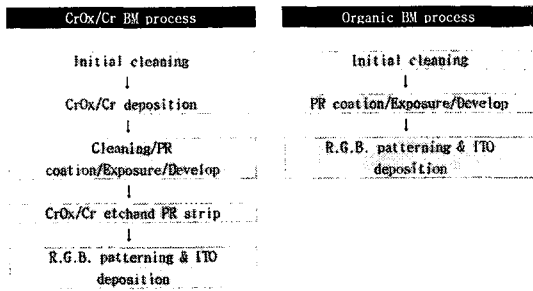 CrOx/Cr BM process
Initial cleaning
↓
CrOx/Cr deposition
↓
Cleaning/PR
coation/Exposure/Develop
↓
CrOx/Cr etchand PR strip
↓
R.G.B. patterning & ITO
deposition
Organic BM process
Initial cleaning
↓
PR coation/Exposure/Develop
↓
R.G.B. patterning & ITO
deposition